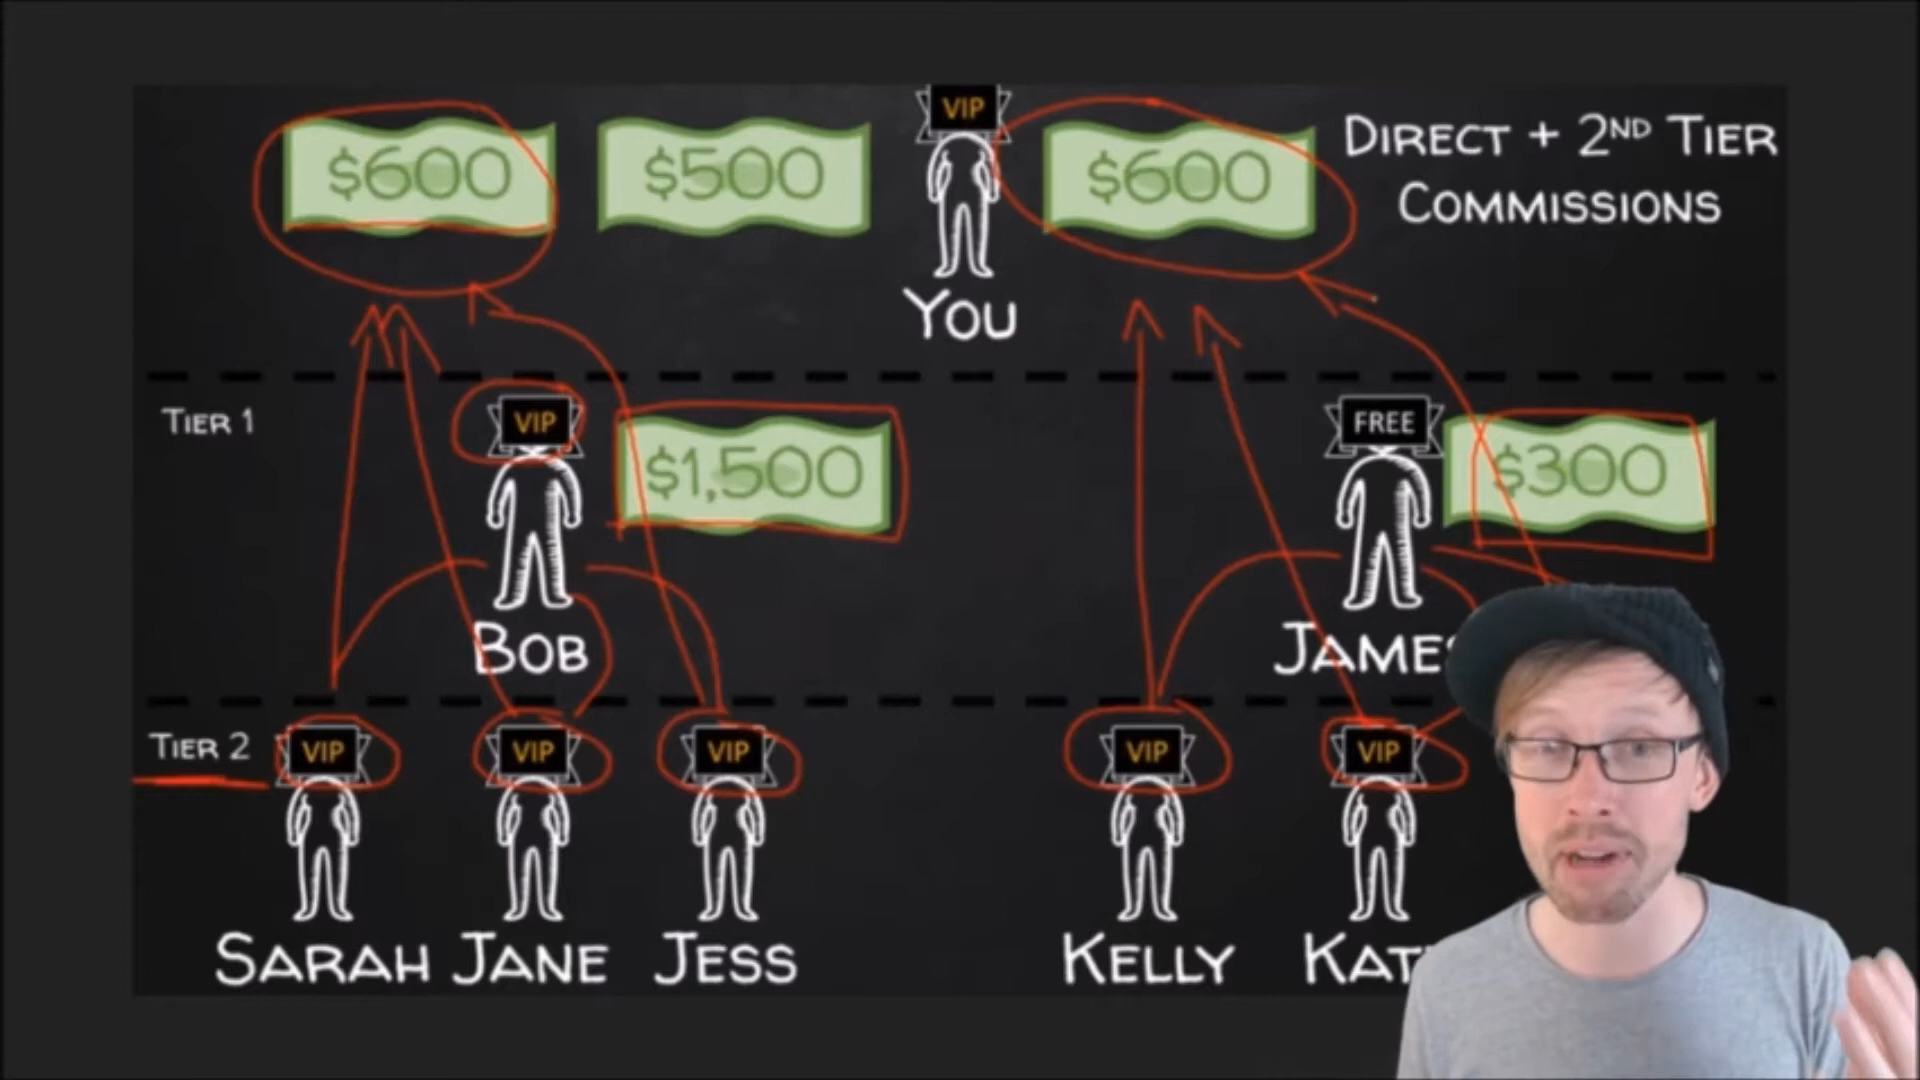 VIP
$600
$500
$600
DIRECT + 2ND TIER
COMMISSIONS
YOU
TIER 1
VIP
$1,500
FREE
$300
BOB
JAMES
TIER 2
VIP
VIP
VIP
VIP
VIP
SARAH
JANE
JESS
KELLY